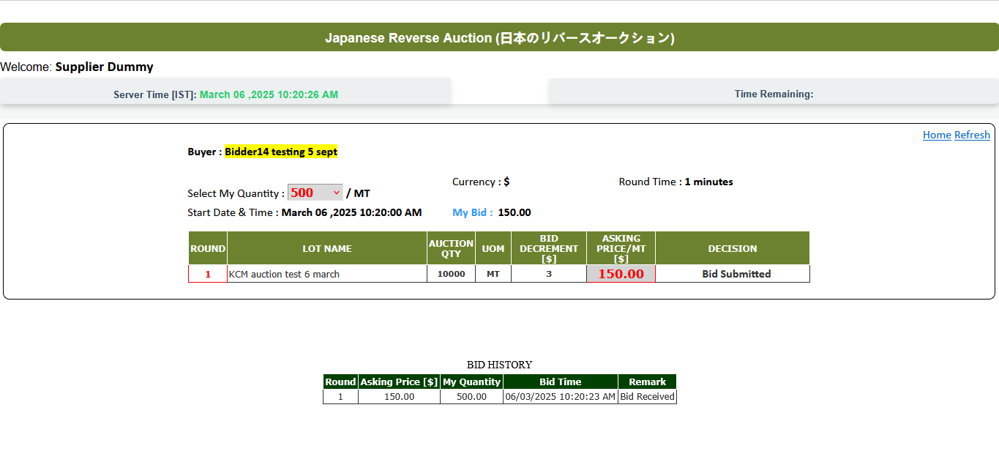 Japanese Reverse Auction (日本のリバースオークション)
Welcome: Supplier Dummy
Server Time [IST]: March 06 ,2025 10:20:26 AM
Time Remaining:
Home Refresh
Buyer : Bidder14 testing 5 sept
Select My Quantity : 500 / MT
Currency : $
Round Time : 1 minutes
Start Date & Time : March 06 ,2025 10:20:00 AM
My Bid : 150.00
ROUND LOT NAME AUCTION QTY UOM BID DECREMENT [$] ASKING PRICE/MT [$] DECISION
1 KCM auction test 6 march 10000 MT 3 150.00 Bid Submitted
BID HISTORY
Round Asking Price [$] My Quantity Bid Time Remark
1 150.00 500.00 06/03/2025 10:20:23 AM Bid Received